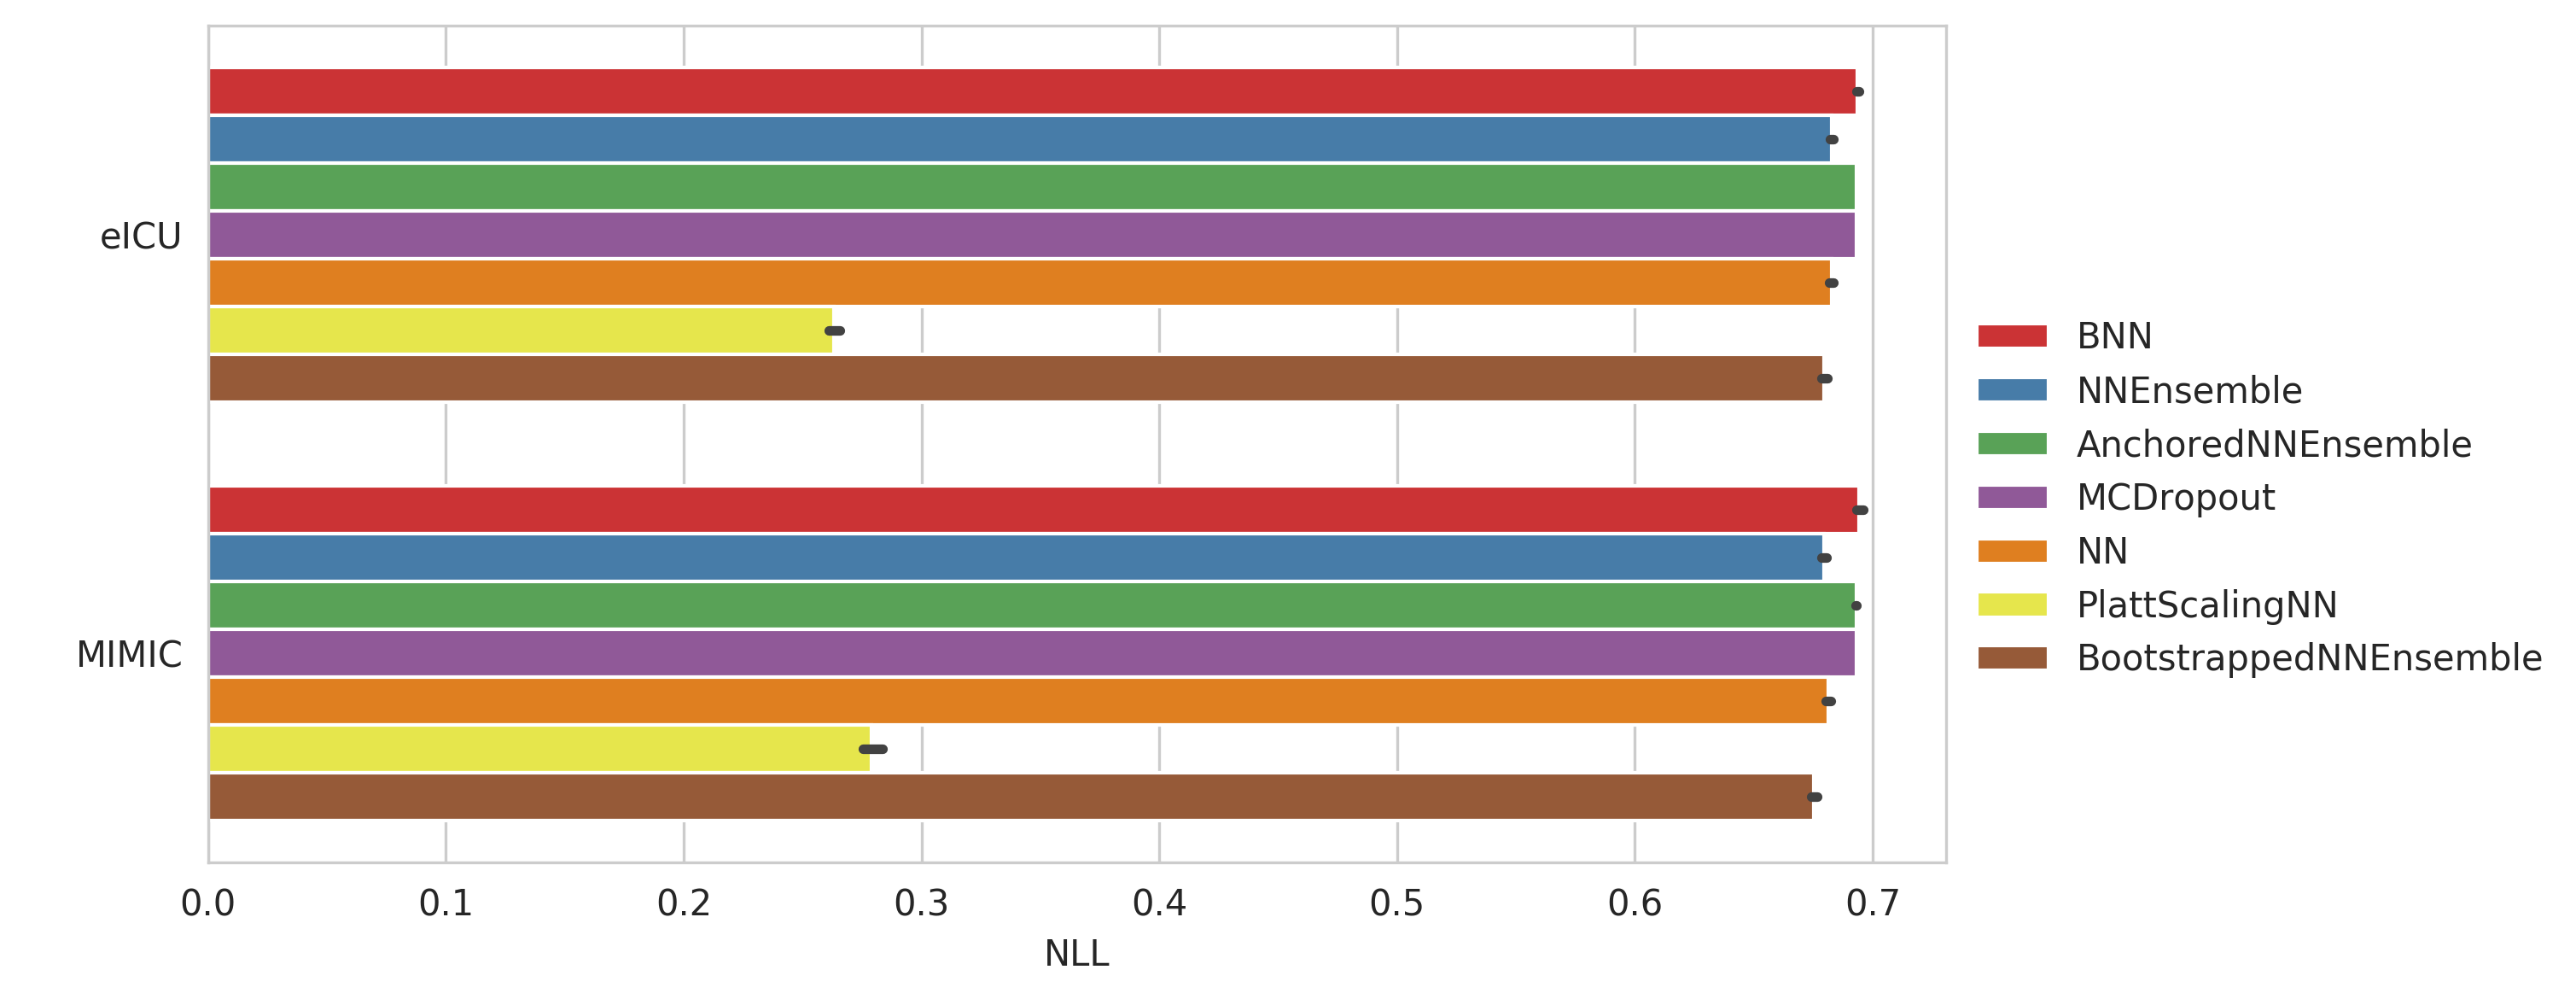 eICU
MIMIC
0.0 0.1 0.2 0.3 0.4 0.5 0.6 0.7
NLL
BNN
NNEnsemble
AnchoredNNEnsemble
MCDropout
NN
PlattScalingNN
BootstrappedNNEnsemble